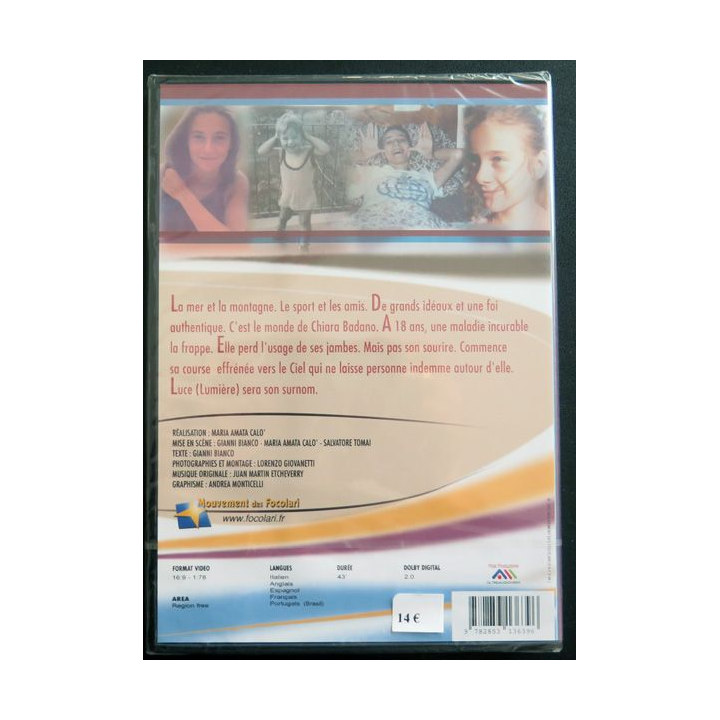 La mer et la montagne. Le sport et les amis. De grands idéaux et une foi
authentique. C'est le monde de Chiara Badano. A 18 ans, une maladie incurable
la frappe. Elle perd l'usage de ses jambes. Mais pas son sourire. Commence
sa course effrénée vers le Ciel qui ne laisse personne indemme autour d'elle.
Luce (Lumière) sera son surnom.
RÉALISATION : MARIA AMATA CALO'
MISE EN SCÈNE : GIANNI BIANCO - MARIA AMATA CALO' - SALVATORE TOMAI
TEXTE : GIANNI BIANCO
PHOTOGRAPHIES ET MONTAGE : LORENZO GIOVANETTI
MUSIQUE ORIGINALE : JUAN MARTIN ETCHEVERRY
GRAPHISME : ANDREA MONTICELLI
Mouvement des Focolari
www.focolari.fr
FORMAT VIDEO
16:9 - 1:78
AREA
Region free
LANGUES
Italien
Anglais
Espagnol
Français
Portugais (Brasil)
DURÉE
43'
DOLBY DIGITAL
2.0
14 €
9 782853 136396